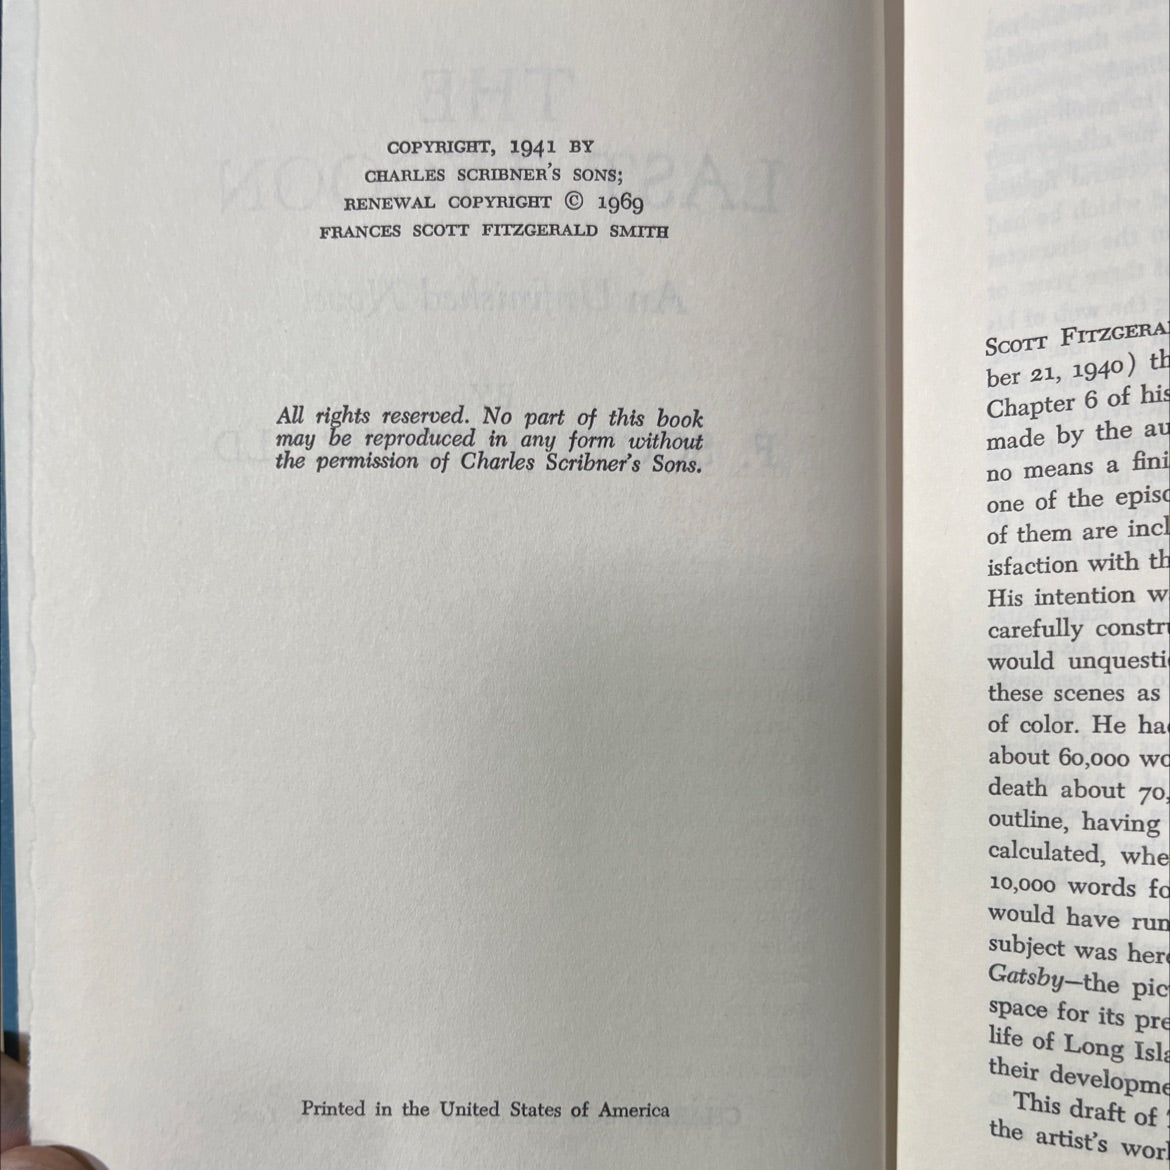 COPYRIGHT, 1941 BY
CHARLES SCRIBNER'S SONS;
RENEWAL COPYRIGHT © 1969
FRANCES SCOTT FITZGERALD SMITH
All rights reserved. No part of this book
may be reproduced in any form without
the permission of Charles Scribner's Sons.
Printed in the United States of America
SCOTT FITZGERA
ber 21, 1940) th
Chapter 6 of his
made by the au
no means a fini
one of the episo
of them are incl
isfaction with th
His intention w
carefully constru
would unquesti
these scenes as
of color. He ha
about 60,000 wo
death about 70,
outline, having
calculated, whe
10,000 words fo
would have run
subject was here
Gatsby—the pic
space for its pre
life of Long Isla
their developme
This draft of
the artist's wor